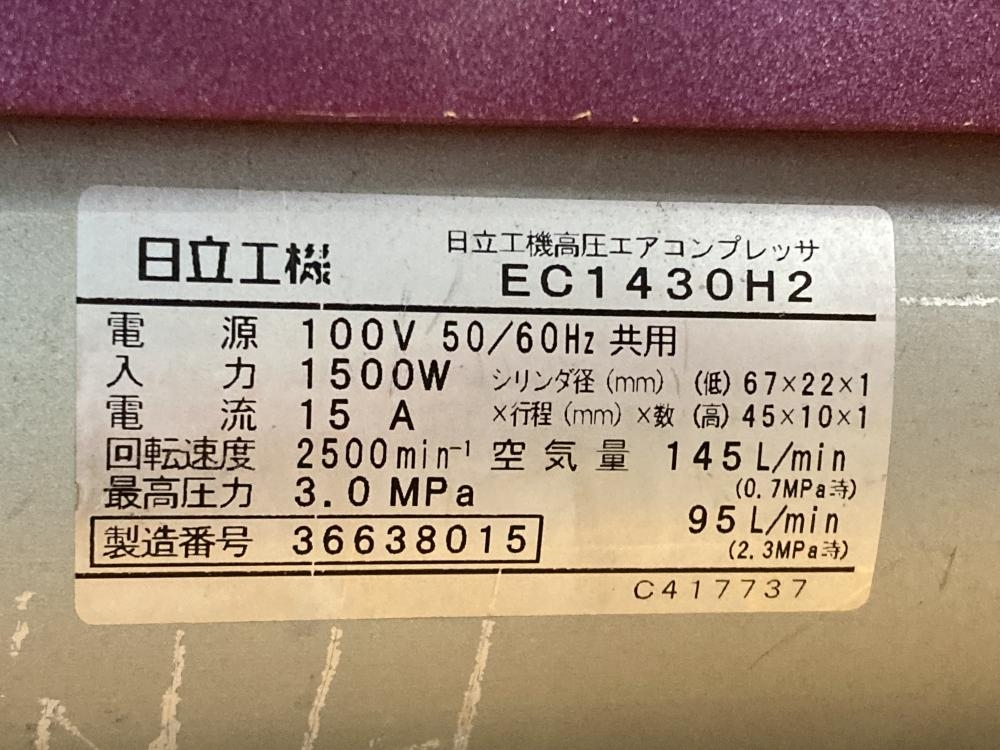 日立工機
日立工機高圧エアコンプレッサ
EC1430H2
電源 100V 50/60Hz 共用
入力 1500W シリンダ径(mm) (低) 67×22×1
電流 15 A ×行程(mm)×数 (高) 45×10×1
回転速度 2500min⁻¹ 空気量 145L/min
(0.7MPa時)
最高圧力 3.0MPa
95L/min
(2.3MPa時)
製造番号 36638015
C417737